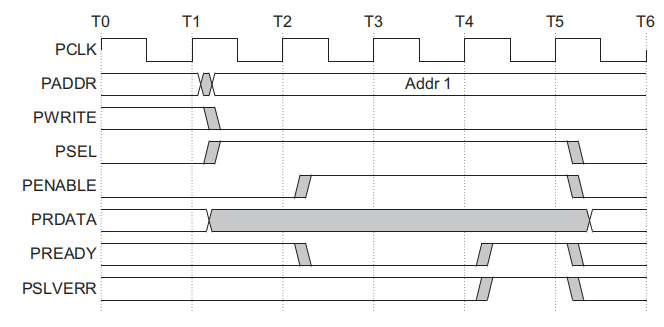 T0 T1 T2 T3 T4 T5 T6
PCLK
PADDR Addr 1
PWRITE
PSEL
PENABLE
PRDATA
PREADY
PSLVERR